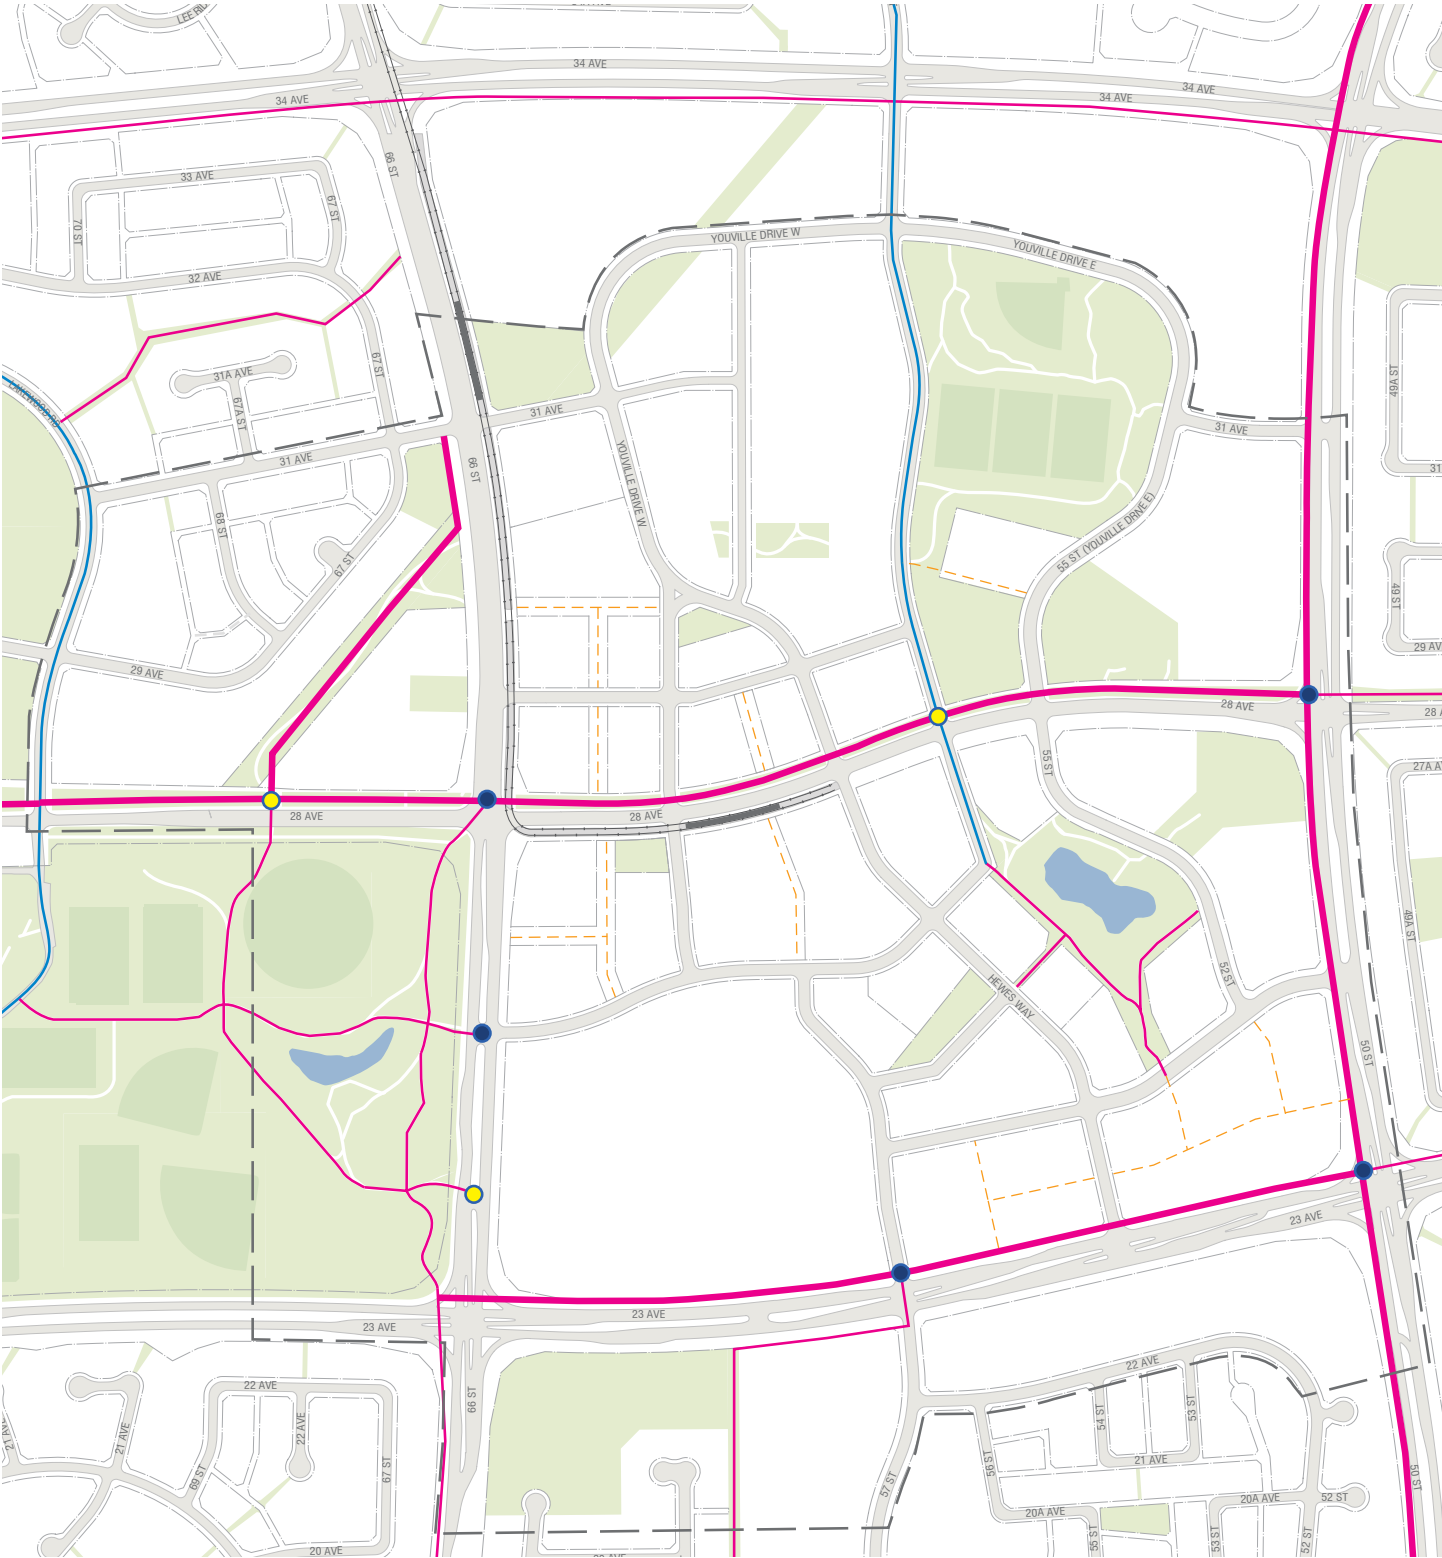 LEE RI
34 AVE
34 AVE
34 AVE
34 AVE
66 ST
33 AVE
67 ST
70 ST
YOUVILLE DRIVE W
YOUVILLE DRIVE E
32 AVE
67 ST
31A AVE
LAKEWOOD RD
67A ST
49A ST
31 AVE
31 AVE
31 AVE
31
66 ST
YOUVILLE DRIVE W
68 ST
67 ST
55 ST (YOUVILLE DRIVE E)
49 ST
29 AV
29 AVE
28 AVE
28 A
55 ST
27A A
28 AVE
28 AVE
49A ST
52 ST
HEWES WAY
50 ST
23 AVE
23 AVE
23 AVE
22 AVE
22 AVE
66 ST
54 ST
53 ST
21 AVE
21 AVE
22 AVE
69 ST
67 ST
57 ST
56 ST
21 AVE
50 ST
20A AVE
20A AVE
52 ST
55 ST
53 ST
52 ST
20 AVE